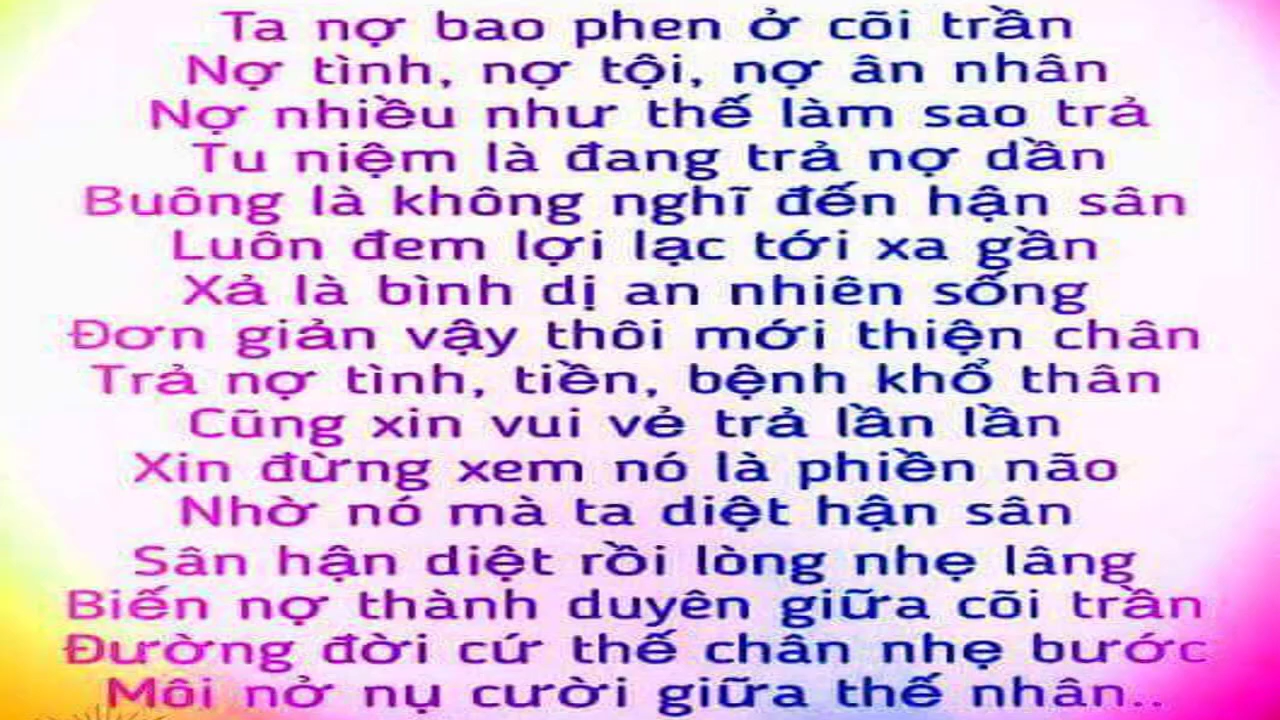 Ta nợ bao phen ở cõi trần
Nợ tình, nợ tội, nợ ân nhân
Nợ nhiều như thế làm sao trả
Tu niệm là đang trả nợ dần
Buông là không nghĩ đến hận sân
Luôn đem lợi lạc tới xa gần
Xả là bình dị an nhiên sống
Đơn giản vậy thôi mới thiện chân
Trả nợ tình, tiền, bệnh khổ thân
Cũng xin vui vẻ trả lần lần
Xin đừng xem nó là phiền não
Nhờ nó mà ta diệt hận sân
Sân hận diệt rồi lòng nhẹ lâng
Biến nợ thành duyên giữa cõi trần
Đường đời cứ thế chân nhẹ bước
Môi nở nụ cười giữa thế nhân..